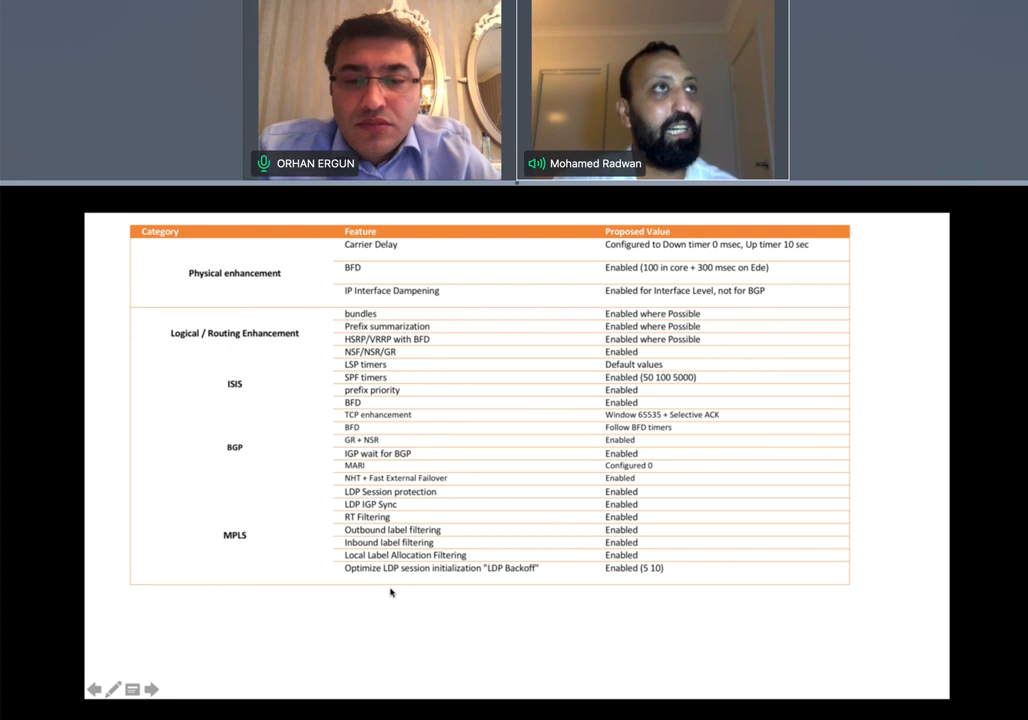 ORHAN ERGUN
Mohamed Radwan
Category Feature Proposed Value
Physical enhancement
Carrier Delay Configured to Down timer 0 msec, Up timer 10 sec
BFD Enabled (100 in core + 300 msec on Ede)
IP Interface Dampening Enabled for Interface Level, not for BGP
Logical / Routing Enhancement
bundles Enabled where Possible
Prefix summarization Enabled where Possible
HSRP/VRRP with BFD Enabled where Possible
NSF/NSR/GR Enabled
ISIS
LSP timers Default values
SPF timers Enabled (50 100 5000)
prefix priority Enabled
BFD Enabled
BGP
TCP enhancement Window 65535 + Selective ACK
BFD Follow BFD timers
GR + NSR Enabled
IGP wait for BGP Enabled
MARI Configured 0
NHT + Fast External Failover Enabled
MPLS
LDP Session protection Enabled
LDP IGP Sync Enabled
RT Filtering Enabled
Outbound label filtering Enabled
Inbound label filtering Enabled
Local Label Allocation Filtering Enabled
Optimize LDP session initialization "LDP Backoff" Enabled (5 10)